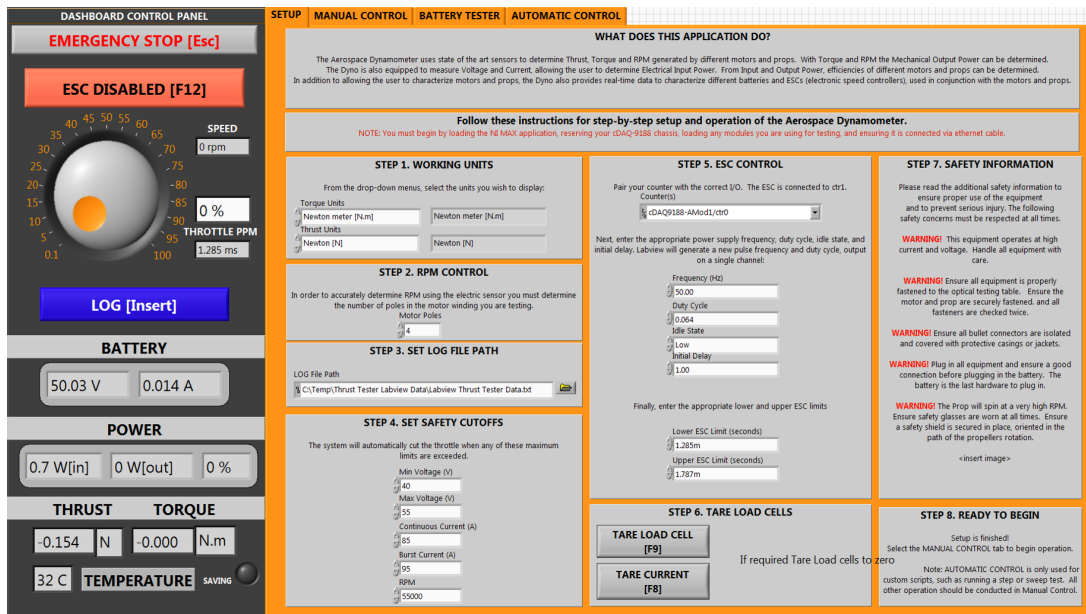 DASHBOARD CONTROL PANEL
EMERGENCY STOP [Esc]
ESC DISABLED [F12]
0.1
5
10
15
20
25
30
35
40
45
50
55
60
65
70
75
80
85
90
95
100
SPEED
0 rpm
0 %
THROTTLE PPM
1.285 ms
LOG [Insert]
BATTERY
50.03 V
0.014 A
POWER
0.7 W[in]
0 W[out]
0 %
THRUST
TORQUE
-0.154
N
-0.000
N.m
32 C
TEMPERATURE
SAVING
SETUP
MANUAL CONTROL
BATTERY TESTER
AUTOMATIC CONTROL
WHAT DOES THIS APPLICATION DO?
The Aerospace Dynamometer uses state of the art sensors to determine Thrust, Torque and RPM generated by different motors and props. With Torque and RPM the Mechanical Output Power can be determined.
The Dyno is also equipped to measure Voltage and Current, allowing the user to determine Electrical Input Power. From Input and Output Power, efficiencies of different motors and props can be determined.
In addition to allowing the user to characterize motors and props, the Dyno also provides real-time data to characterize different batteries and ESCs (electronic speed controllers), used in conjunction with the motors and props.
Follow these instructions for step-by-step setup and operation of the Aerospace Dynamometer.
NOTE: You must begin by loading the NI MAX application, reserving your cDAQ-9188 chassis, loading any modules you are using for testing, and ensuring it is connected via ethernet cable.
STEP 1. WORKING UNITS
From the drop-down menus, select the units you wish to display:
Torque Units
Newton meter [N.m]
Newton meter [N.m]
Thrust Units
Newton [N]
Newton [N]
STEP 2. RPM CONTROL
In order to accurately determine RPM using the electric sensor you must determine
the number of poles in the motor winding you are testing.
Motor Poles
4
STEP 3. SET LOG FILE PATH
LOG File Path
C:\Temp\Thrust Tester Labview Data\Labview Thrust Tester Data.txt
STEP 4. SET SAFETY CUTOFFS
The system will automatically cut the throttle when any of these maximum
limits are exceeded.
Min Voltage (V)
40
Max Voltage (V)
55
Continuous Current (A)
85
Burst Current (A)
95
RPM
55000
STEP 5. ESC CONTROL
Pair your counter with the correct I/O. The ESC is connected to ctr1.
Counter(s)
cDAQ9188-AMod1/ctr0
Next, enter the appropriate power supply frequency, duty cycle, idle state, and
initial delay. Labview will generate a new pulse frequency and duty cycle, output
on a single channel:
Frequency (Hz)
50.00
Duty Cycle
0.064
Idle State
Low
Initial Delay
1.00
Finally, enter the appropriate lower and upper ESC limits
Lower ESC Limit (seconds)
1.285m
Upper ESC Limit (seconds)
1.787m
STEP 6. TARE LOAD CELLS
TARE LOAD CELL
[F9]
If required Tare Load cells to zero
TARE CURRENT
[F8]
STEP 7. SAFETY INFORMATION
Please read the additional safety information to
ensure proper use of the equipment
and to prevent serious injury. The following
safety concerns must be respected at all times.
WARNING! This equipment operates at high
current and voltage. Handle all equipment with
care.
WARNING! Ensure all equipment is properly
fastened to the optical testing table. Ensure the
motor and prop are securely fastened. and all
fasteners are checked twice.
WARNING! Ensure all bullet connectors are isolated
and covered with protective casings or jackets.
WARNING! Plug in all equipment and ensure a good
connection before plugging in the battery. The
battery is the last hardware to plug in.
WARNING! The Prop will spin at a very high RPM.
Ensure safety glasses are worn at all times. Ensure
a safety shield is secured in place, oriented in the
path of the propellers rotation.
<insert image>
STEP 8. READY TO BEGIN
Setup is finished!
Select the MANUAL CONTROL tab to begin operation.
Note: AUTOMATIC CONTROL is only used for
custom scripts, such as running a step or sweep test. All
other operation should be conducted in Manual Control.